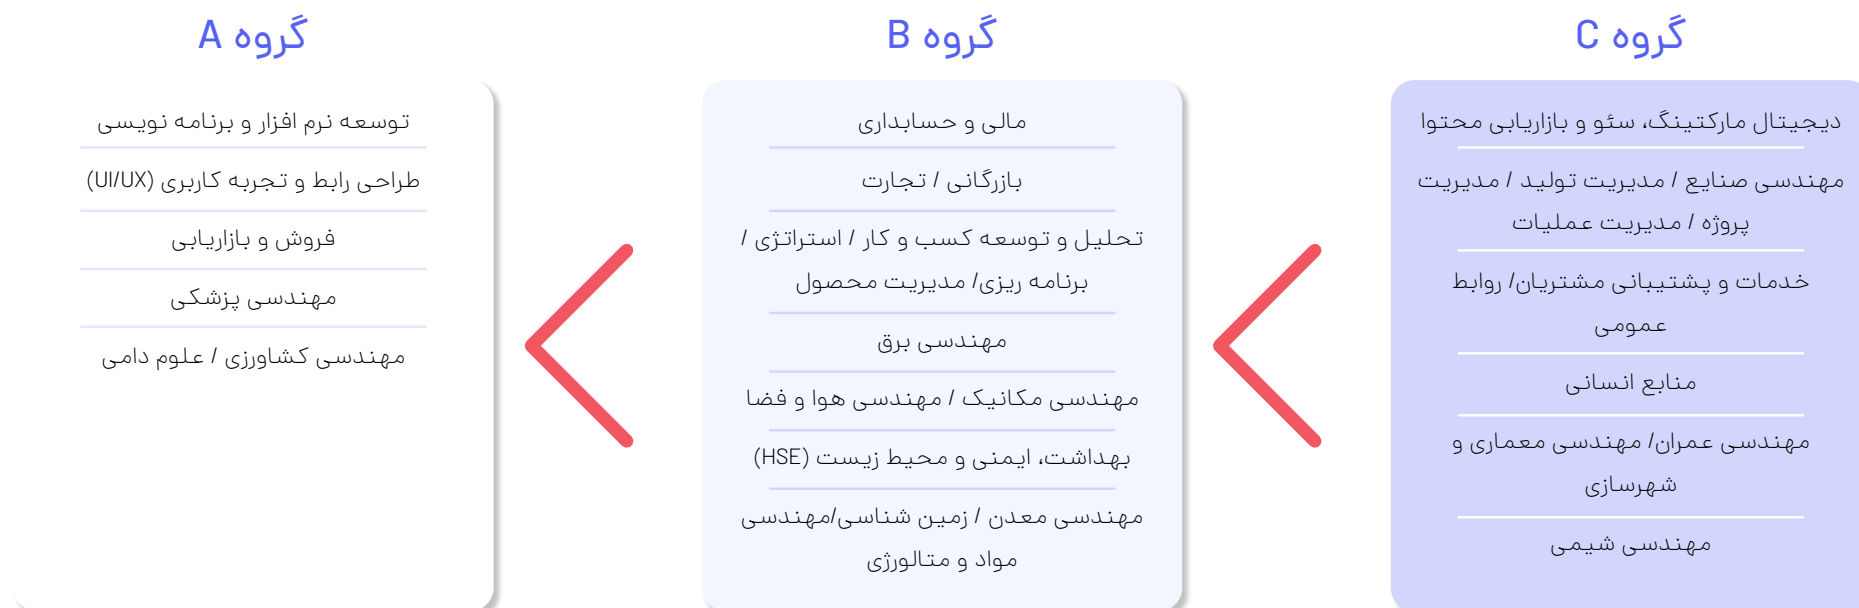 گروه C
دیجیتال مارکتینگ، سئو و بازاریابی محتوا
مهندسی صنایع / مدیریت تولید / مدیریت
پروژه / مدیریت عملیات
خدمات و پشتیبانی مشتریان/ روابط
عمومی
منابع انسانی
مهندسی عمران/ مهندسی معماری و
شهرسازی
مهندسی شیمی
گروه B
مالی و حسابداری
بازرگانی / تجارت
تحلیل و توسعه کسب و کار / استراتژی /
برنامه ریزی/ مدیریت محصول
مهندسی برق
مهندسی مکانیک / مهندسی هوا و فضا
بهداشت، ایمنی و محیط زیست (HSE)
مهندسی معدن / زمین شناسی/مهندسی
مواد و متالورژی
گروه A
توسعه نرم افزار و برنامه نویسی
طراحی رابط و تجربه کاربری (UI/UX)
فروش و بازاریابی
مهندسی پزشکی
مهندسی کشاورزی / علوم دامی